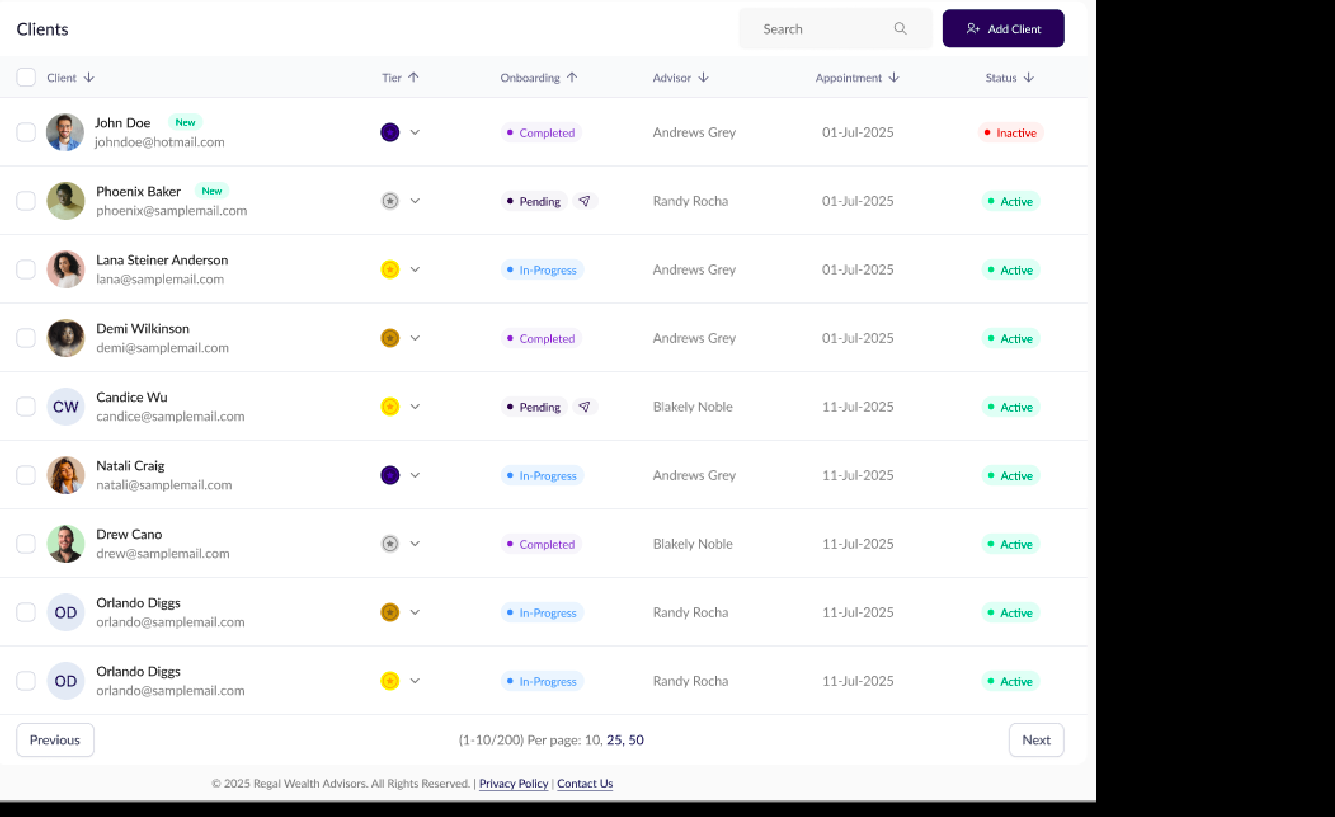 Clients
Search
Add Client
Client Tier Onboarding Advisor Appointment Status
John Doe New
johndoe@hotmail.com
Completed Andrews Grey 01-Jul-2025 Inactive
Phoenix Baker New
phoenix@samplemail.com
Pending Randy Rocha 01-Jul-2025 Active
Lana Steiner Anderson
lana@samplemail.com
In-Progress Andrews Grey 01-Jul-2025 Active
Demi Wilkinson
demi@samplemail.com
Completed Andrews Grey 01-Jul-2025 Active
CW
Candice Wu
candice@samplemail.com
Pending Blakely Noble 11-Jul-2025 Active
Natali Craig
natali@samplemail.com
In-Progress Andrews Grey 11-Jul-2025 Active
Drew Cano
drew@samplemail.com
Completed Blakely Noble 11-Jul-2025 Active
OD
Orlando Diggs
orlando@samplemail.com
In-Progress Randy Rocha 11-Jul-2025 Active
OD
Orlando Diggs
orlando@samplemail.com
In-Progress Randy Rocha 11-Jul-2025 Active
Previous
(1-10/200) Per page: 10, 25, 50
Next
© 2025 Regal Wealth Advisors. All Rights Reserved. | Privacy Policy | Contact Us